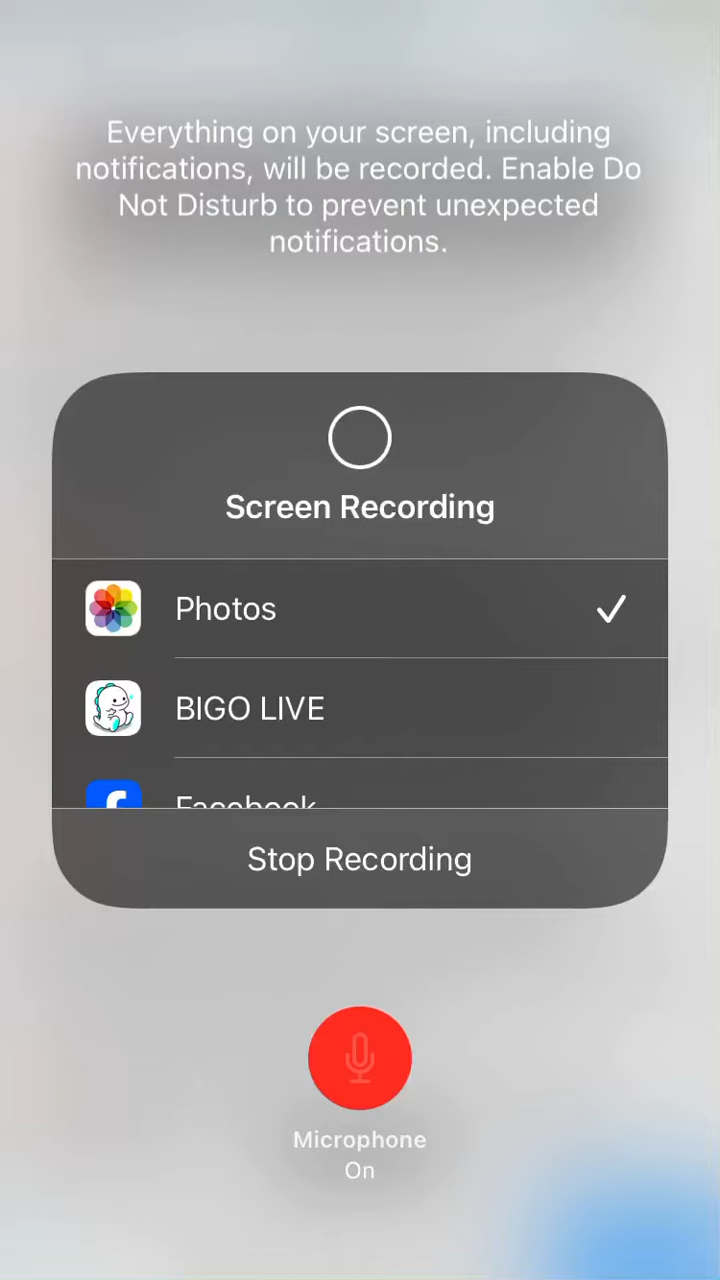 Everything on your screen, including
notifications, will be recorded. Enable Do
Not Disturb to prevent unexpected
notifications.
Screen Recording
Photos
BIGO LIVE
Facebook
Stop Recording
Microphone
On